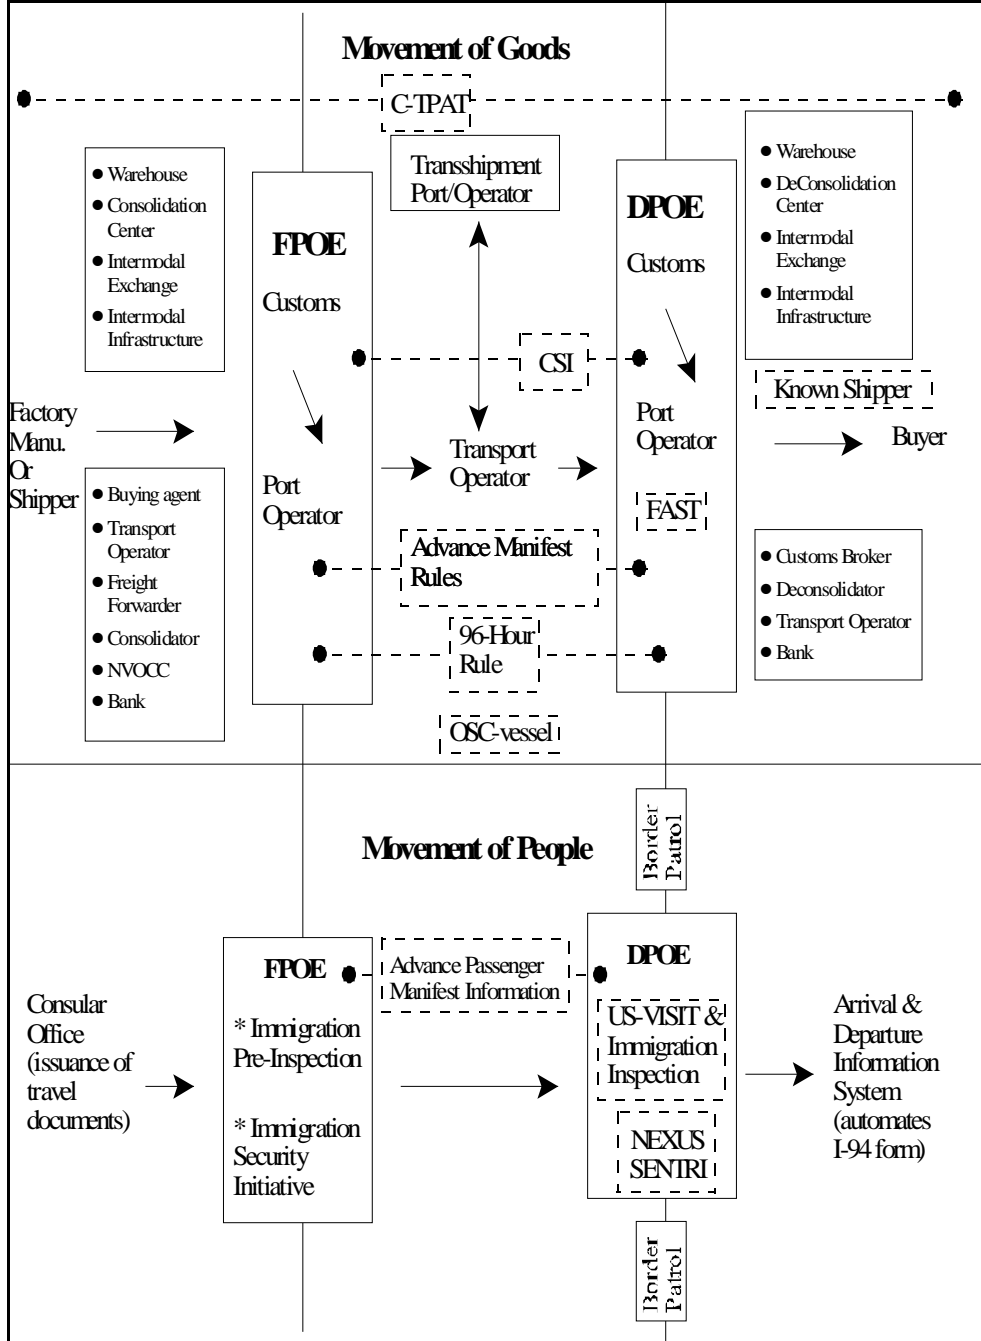 Movement of Goods
C-TPAT
• Warehouse
• Consolidation
Center
• Intermodal
Exchange
• Intermodal
Infrastructure
FPOE
Customs
Port
Operator
Transshipment
Port/Operator
CSI
Transport
Operator
Advance Manifest
Rules
96-Hour
Rule
OSC-vessel
DPOE
Customs
Port
Operator
FAST
• Warehouse
• DeConsolidation
Center
• Intermodal
Exchange
• Intermodal
Infrastructure
Known Shipper
Buyer
Factory
Manu.
Or
Shipper
• Buying agent
• Transport
Operator
• Freight
Forwarder
• Consolidator
• NVOCC
• Bank
• Customs Broker
• Deconsolidator
• Transport Operator
• Bank
Movement of People
Border
Patrol
Consular
Office
(issuance of
travel
documents)
FPOE
* Immigration
Pre-Inspection
* Immigration
Security
Initiative
Advance Passenger
Manifest Information
DPOE
US-VISIT &
Immigration
Inspection
NEXUS
SENTRI
Arrival &
Departure
Information
System
(automates
I-94 form)
Border
Patrol